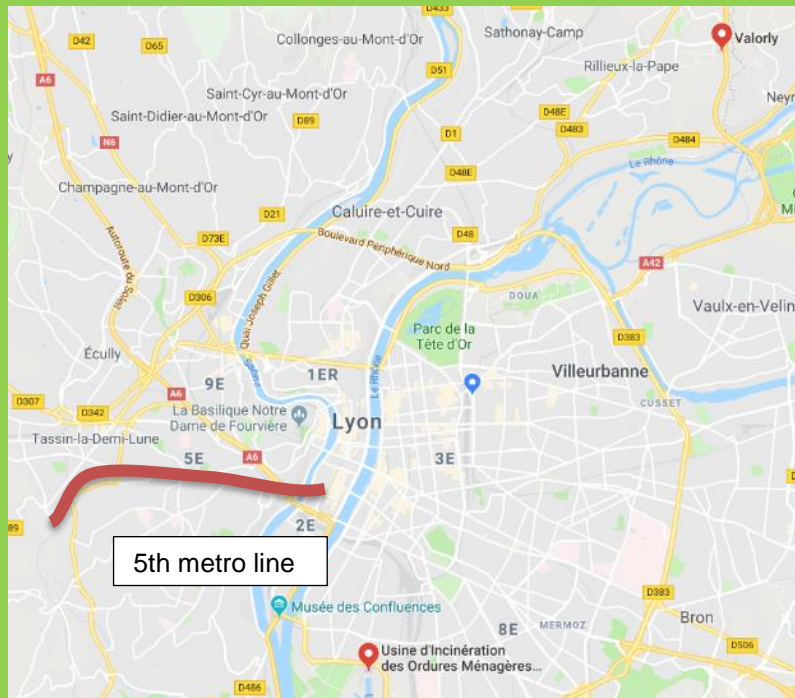 D433
D42
D65
Collonges-au-Mont-d'Or
Sathonay-Camp
Valorly
Rillieux-la-Pape
A6
D51
Saint-Cyr-au-Mont-d'Or
Neyr
Saint-Didier-au-Mont-d'Or
D89
D48E
D483
D1
D484
N6
D48E
Le Rhône
Champagne-au-Mont-d'Or
D21
Caluire-et-Cuire
D48
D73E
Boulevard Périphérique Nord
A42
Autoroute du Soleil
Quai Joseph Gillet
DOUA
D306
Vaulx-en-Velin
Parc de la
Tête d'Or
D383
Écully
Saône
Le Rhône
Villeurbanne
1ER
9E
A6
CUSSET
D307
D342
La Basilique Notre
Dame de Fourvière
Lyon
Tassin-la-Demi-Lune
5E
A6
3E
89
2E
5th metro line
D383
Musée des Confluences
Bron
8E
MERMOZ
Usine d'Incinération
des Ordures Ménagères...
D506
D486